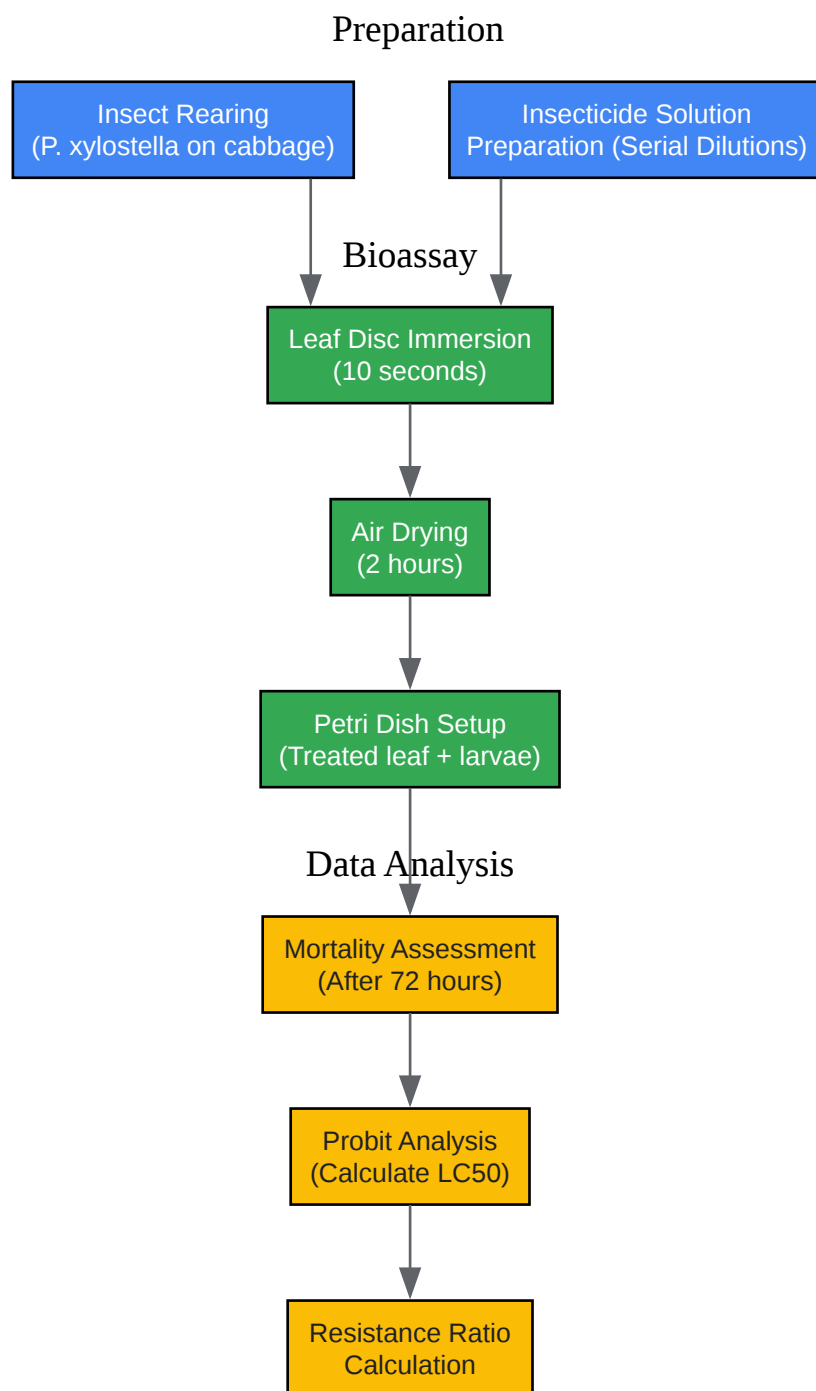 Preparation
Insect Rearing
(P. xylostella on cabbage)
Insecticide Solution
Preparation (Serial Dilutions)
Bioassay
Leaf Disc Immersion
(10 seconds)
Air Drying
(2 hours)
Petri Dish Setup
(Treated leaf + larvae)
Data Analysis
Mortality Assessment
(After 72 hours)
Probit Analysis
(Calculate LC50)
Resistance Ratio
Calculation